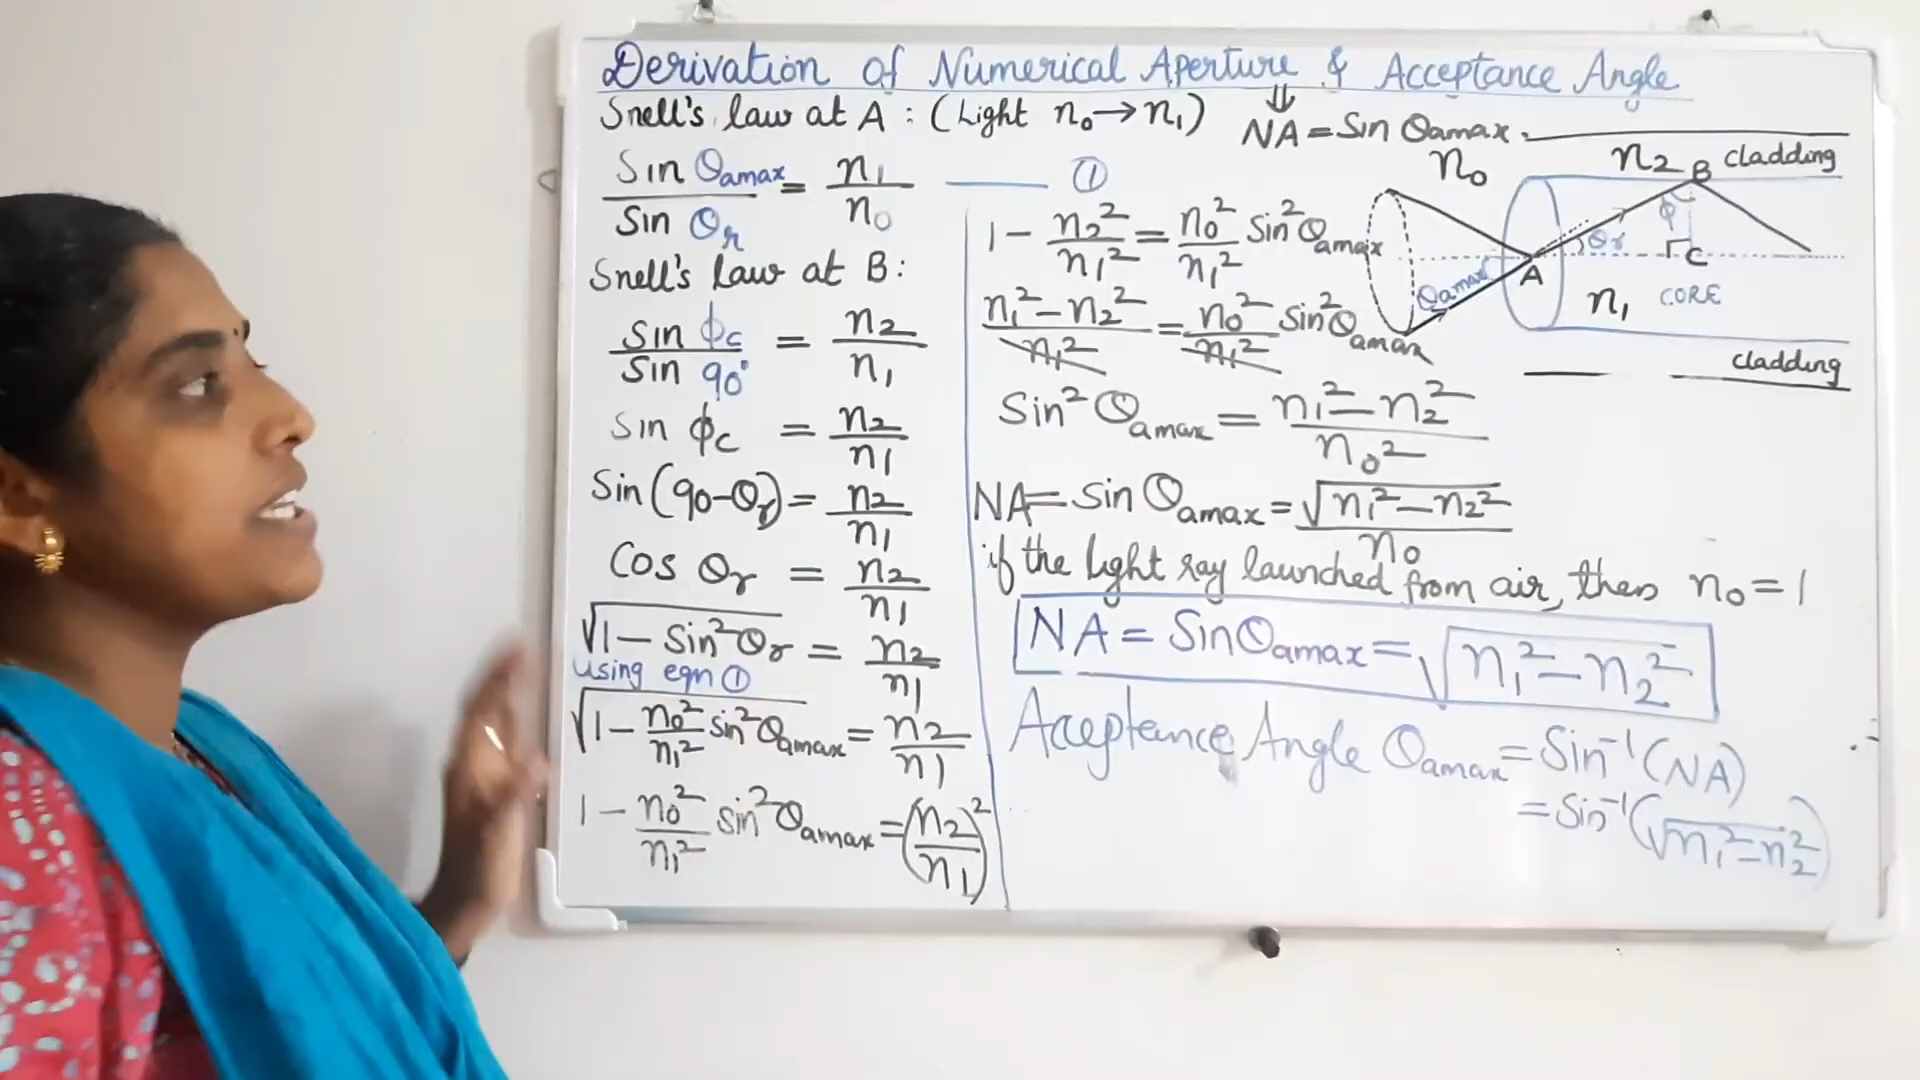 Derivation of Numerical Aperture & Acceptance Angle
Snell's law at A : (Light n₀→n₁)
⇓
NA = Sin θamax.
Sin θamax / Sin θr = n₁/n₀ —— ①
Snell's law at B:
sin ϕc / Sin 90° = n₂/n₁
Sin ϕc = n₂/n₁
Sin(90-θr) = n₂/n₁
Cos θr = n₂/n₁
√1 - Sin²θr = n₂/n₁
using eqn ①
√1 - n₀²/n₁² sin²θamax = n₂/n₁
1 - n₀²/n₁² sin²θamax = (n₂/n₁)²
1 - n₂²/n₁² = n₀²/n₁² Sin²θamax
n₁² - n₂² / n₁² = n₀²/n₁² Sin²θamax
Sin²θamax = n₁² - n₂² / n₀²
NA = Sin θamax = √n₁² - n₂² / n₀
if the light ray launched from air, then n₀ = 1
NA = Sinθamax = √n₁² - n₂²
Acceptance Angle θamax = Sin⁻¹(NA)
= Sin⁻¹(√n₁² - n₂²)
n₀
n₂
B
cladding
ϕ
θr
C
θamax
A
n₁
CORE
cladding